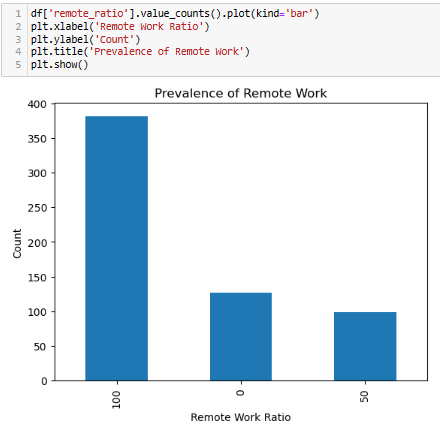 1 df['remote_ratio'].value_counts().plot(kind='bar')
2 plt.xlabel('Remote Work Ratio')
3 plt.ylabel('Count')
4 plt.title('Prevalence of Remote Work')
5 plt.show()
Prevalence of Remote Work
400
350
300
250
200
150
100
50
0
Count
100
0
50
Remote Work Ratio